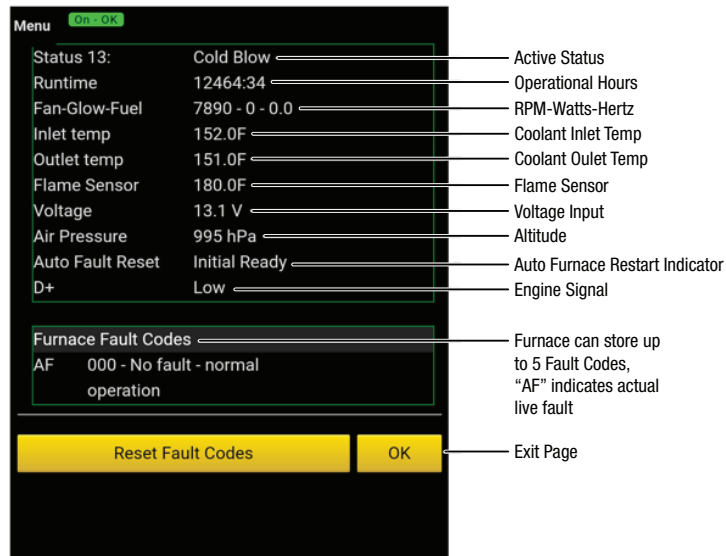 Menu On - OK
Status 13: Cold Blow Active Status
Runtime 12464:34 Operational Hours
Fan-Glow-Fuel 7890 - 0 - 0.0 RPM-Watts-Hertz
Inlet temp 152.0F Coolant Inlet Temp
Outlet temp 151.0F Coolant Oulet Temp
Flame Sensor 180.0F Flame Sensor
Voltage 13.1 V Voltage Input
Air Pressure 995 hPa Altitude
Auto Fault Reset Initial Ready Auto Furnace Restart Indicator
D+ Low Engine Signal
Furnace Fault Codes
AF 000 - No fault - normal
operation
Furnace can store up
to 5 Fault Codes,
“AF” indicates actual
live fault
Reset Fault Codes OK Exit Page